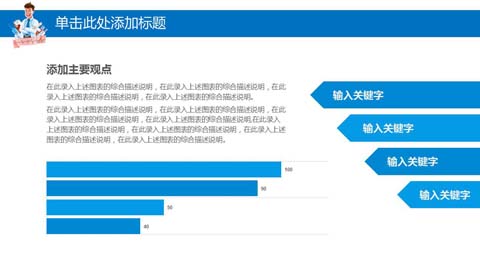 单击此处添加标题
添加主要观点
在此录入上述图表的综合描述说明，在此录入上述图表的综合描述说明，在此
录入上述图表的综合描述说明，在此录入上述图表的综合描述说明。
在此录入上述图表的综合描述说明，在此录入上述图表的综合描述说明，在此
录入上述图表的综合描述说明，在此录入上述图表的综合描述说明,在此录入
上述图表的综合描述说明，在此录入上述图表的综合描述说明，在此录入上述
图表的综合描述说明，在此录入上述图表的综合描述说明。
输入关键字
输入关键字
输入关键字
输入关键字
100
90
50
40